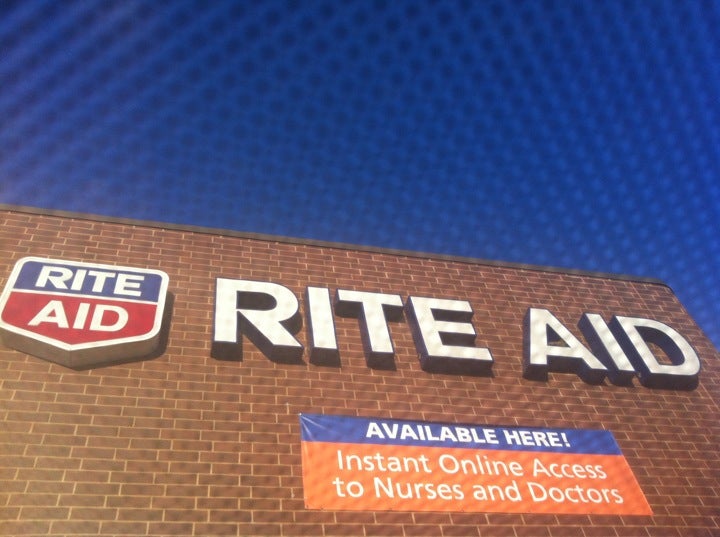 RITE
AID
RITE AID
AVAILABLE HERE!
Instant Online Access
to Nurses and Doctors